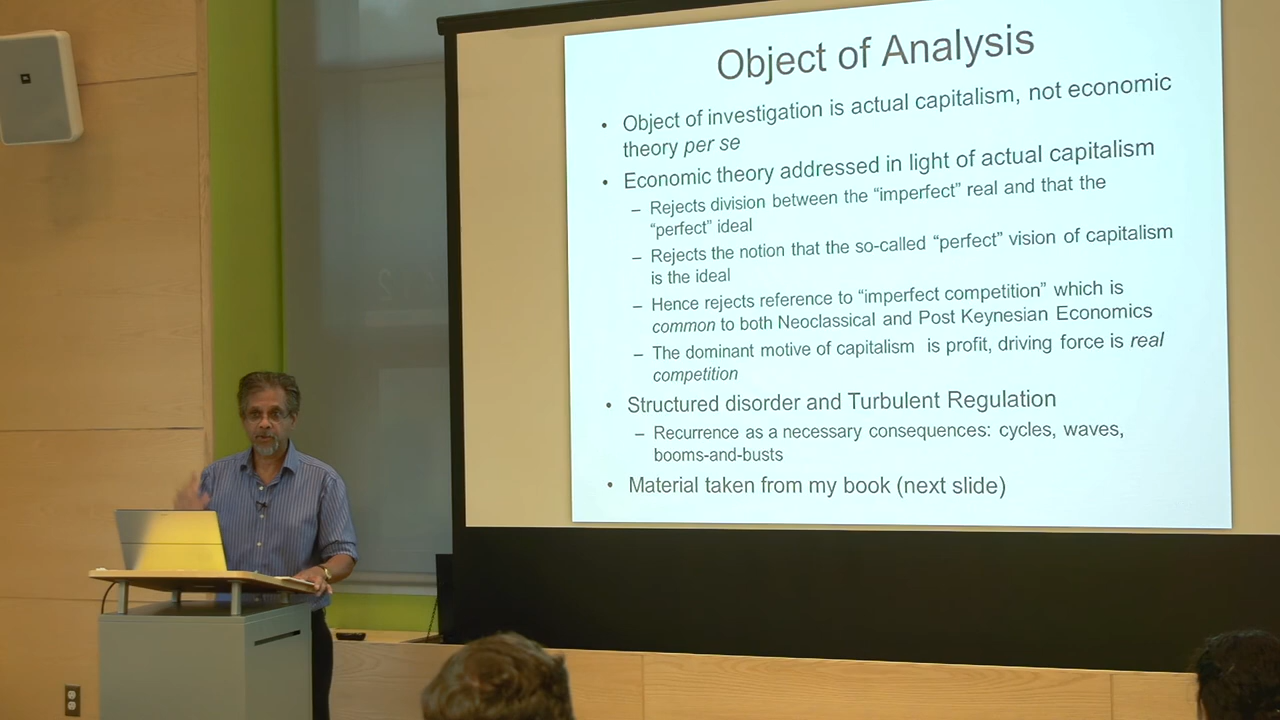 Object of Analysis
• Object of investigation is actual capitalism, not economic
theory per se
• Economic theory addressed in light of actual capitalism
– Rejects division between the “imperfect” real and that the
“perfect” ideal
– Rejects the notion that the so-called “perfect” vision of capitalism
is the ideal
– Hence rejects reference to “imperfect competition” which is
common to both Neoclassical and Post Keynesian Economics
– The dominant motive of capitalism is profit, driving force is real
competition
• Structured disorder and Turbulent Regulation
– Recurrence as a necessary consequences: cycles, waves,
booms-and-busts
• Material taken from my book (next slide)